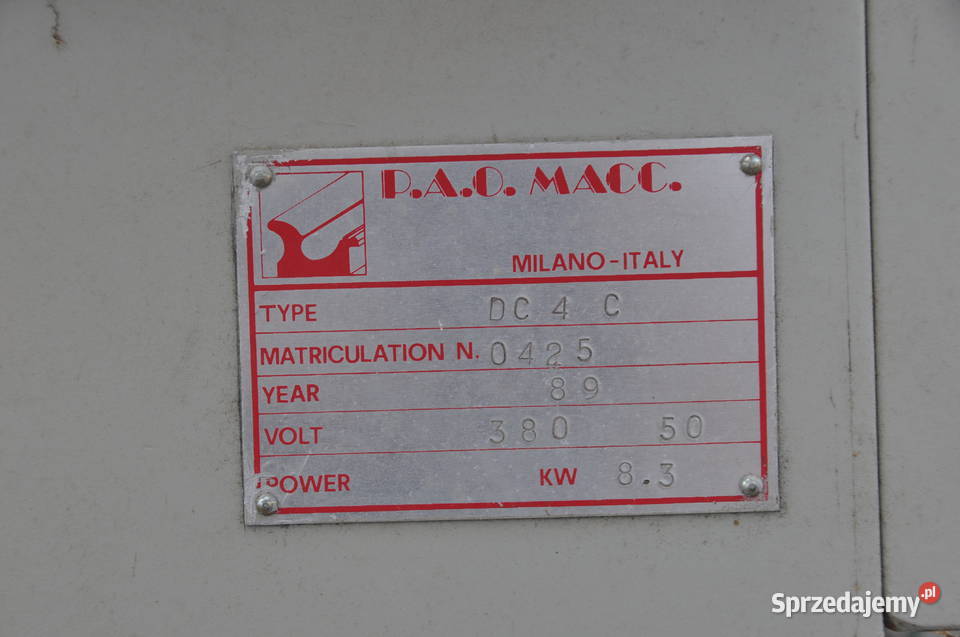 P.A.O. MACC.
MILANO-ITALY
TYPE DC 4 C
MATRICULATION N. 0425
YEAR 89
VOLT 380 50
POWER KW 8.3
Sprzedajemy.pl